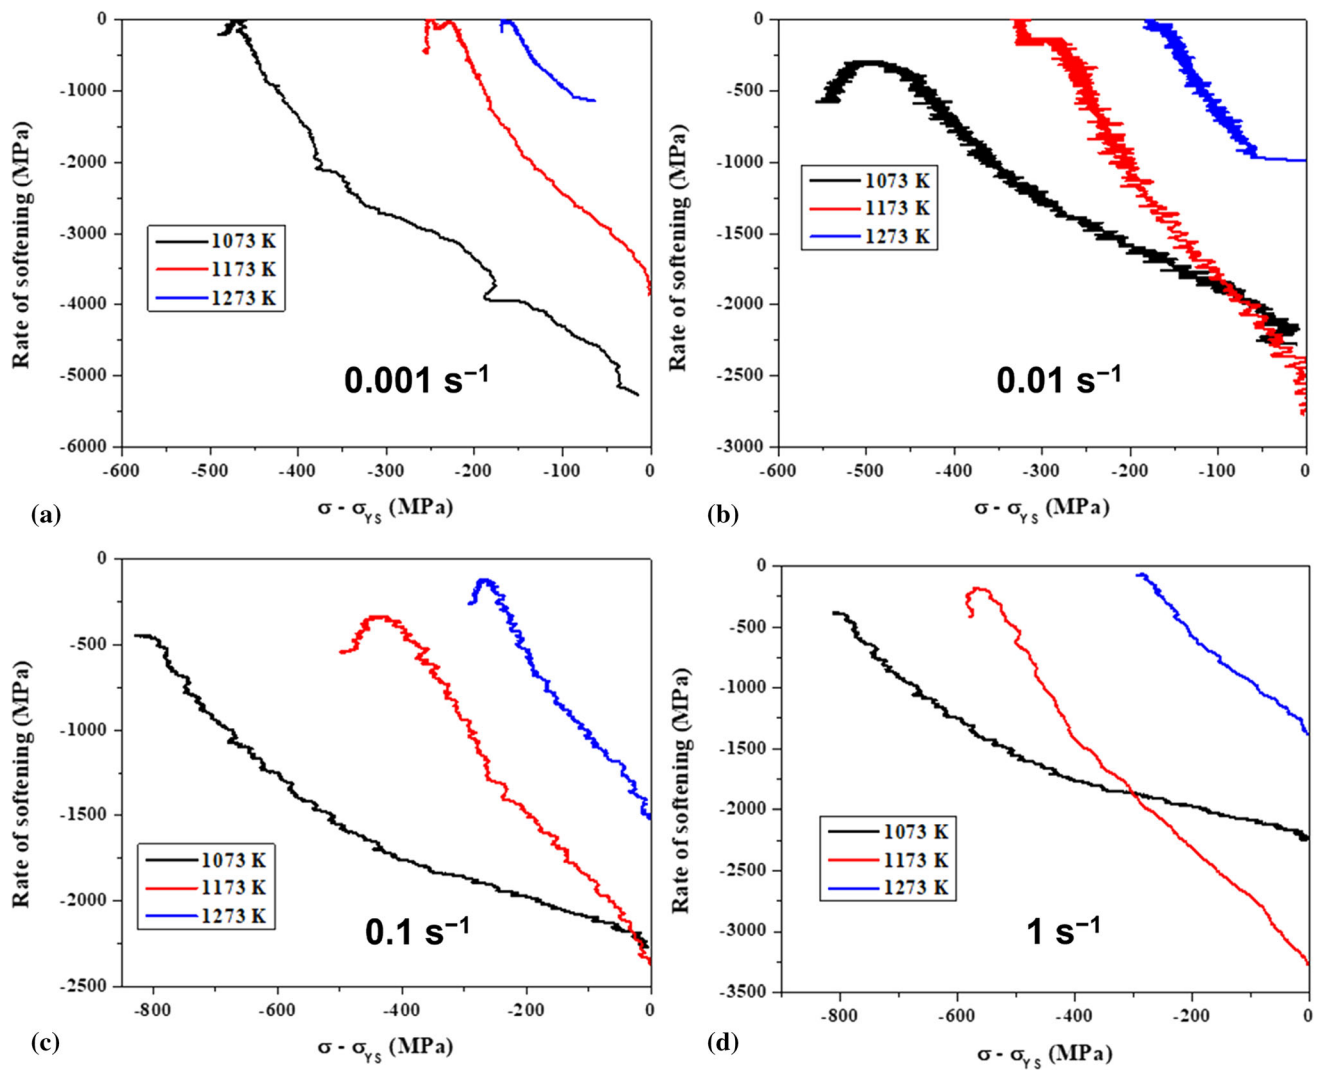 0
-1000
-2000
-3000
-4000
-5000
-6000
Rate of softening (MPa)
1073 K
1173 K
1273 K
0.001 s⁻¹
-600 -500 -400 -300 -200 -100 0
σ - σYS (MPa)
(a)
0
-500
-1000
-1500
-2000
-2500
-3000
Rate of softening (MPa)
1073 K
1173 K
1273 K
0.01 s⁻¹
-600 -500 -400 -300 -200 -100 0
σ - σYS (MPa)
(b)
0
-500
-1000
-1500
-2000
-2500
Rate of softening (MPa)
1073 K
1173 K
1273 K
0.1 s⁻¹
-800 -600 -400 -200 0
σ - σYS (MPa)
(c)
0
-500
-1000
-1500
-2000
-2500
-3000
-3500
Rate of softening (MPa)
1073 K
1173 K
1273 K
1 s⁻¹
-800 -600 -400 -200 0
σ - σYS (MPa)
(d)